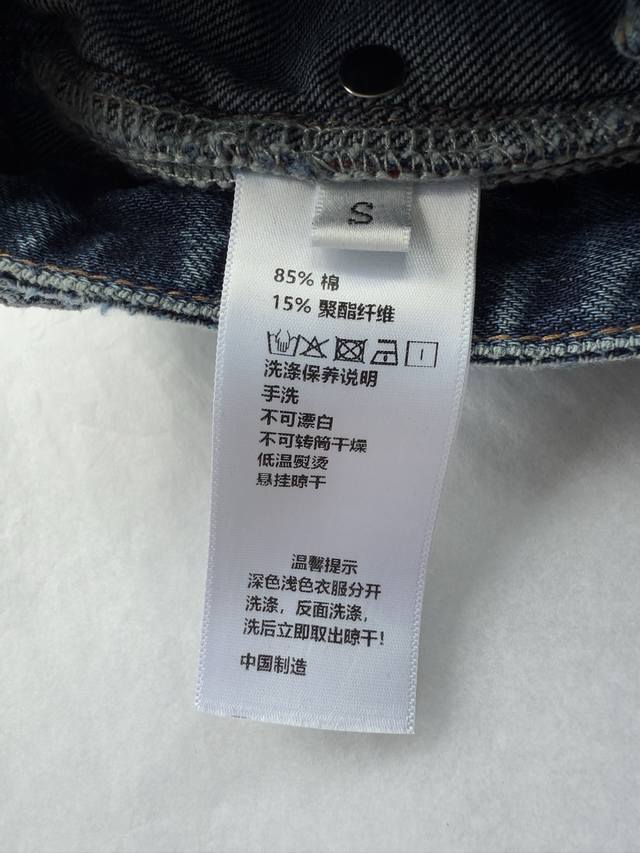 S
85% 棉
15% 聚酯纤维
洗涤保养说明
手洗
不可漂白
不可转筒干燥
低温熨烫
悬挂晾干
温馨提示
深色浅色衣服分开
洗涤，反面洗涤，
洗后立即取出晾干！
中国制造